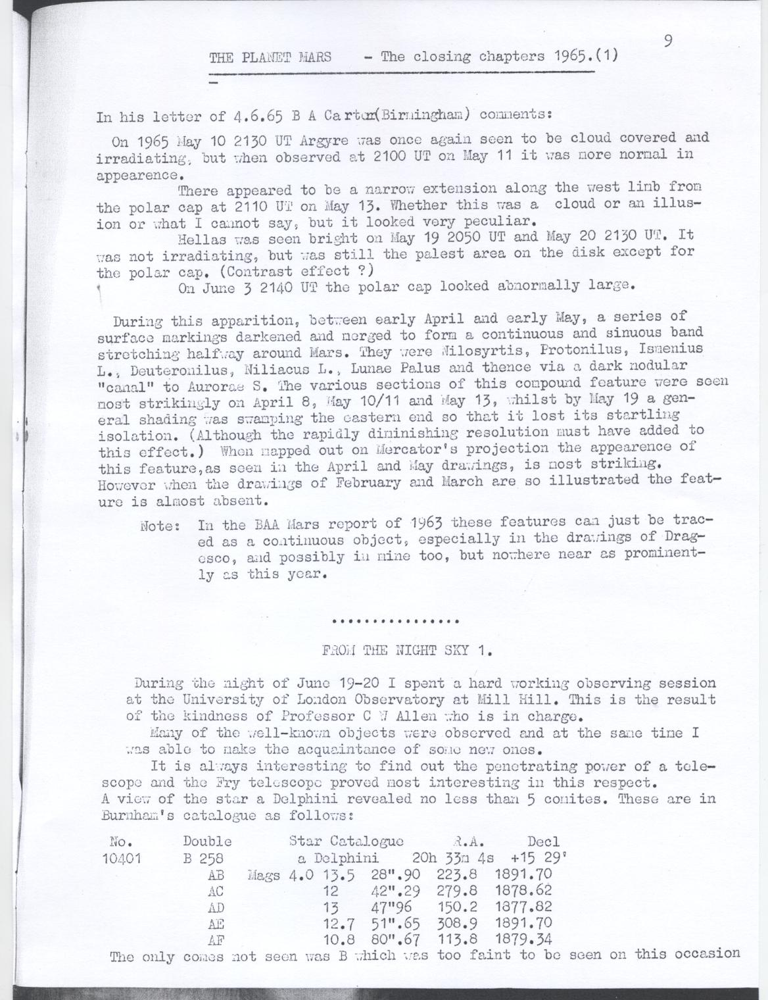 9
THE PLANET MARS - The closing chapters 1965.(1)
In his letter of 4.6.65 B A Carter(Birmingham) comments:
On 1965 May 10 2130 UT Argyre was once again seen to be cloud covered and
irradiating, but when observed at 2100 UT on May 11 it was more normal in
appearence.
There appeared to be a narrow extension along the west limb from
the polar cap at 2110 UT on May 13. Whether this was a cloud or an illus-
ion or what I cannot say, but it looked very peculiar.
Hellas was seen bright on May 19 2050 UT and May 20 2130 UT. It
was not irradiating, but was still the palest area on the disk except for
the polar cap. (Contrast effect ?)
On June 3 2140 UT the polar cap looked abnormally large.
During this apparition, between early April and early May, a series of
surface markings darkened and merged to form a continuous and sinuous band
stretching halfway around Mars. They were Nilosyrtis, Protonilus, Ismenius
L., Deuteronilus, Niliacus L., Lunae Palus and thence via a dark nodular
"canal" to Aurorae S. The various sections of this compound feature were seen
most strikingly on April 8, May 10/11 and May 13, whilst by May 19 a gen-
eral shading was swamping the eastern end so that it lost its startling
isolation. (Although the rapidly diminishing resolution must have added to
this effect.) When mapped out on Mercator's projection the appearence of
this feature,as seen in the April and May drawings, is most striking.
However when the drawings of February and March are so illustrated the feat-
ure is almost absent.
Note: In the BAA Mars report of 1963 these features can just be trac-
ed as a continuous object, especially in the drawings of Drag-
esco, and possibly in mine too, but nowhere near as prominent-
ly as this year.
................
FROM THE NIGHT SKY 1.
During the night of June 19-20 I spent a hard working observing session
at the University of London Observatory at Mill Hill. This is the result
of the kindness of Professor C W Allen who is in charge.
Many of the well-known objects were observed and at the same time I
was able to make the acquaintance of some new ones.
It is always interesting to find out the penetrating power of a tele-
scope and the Fry telescope proved most interesting in this respect.
A view of the star a Delphini revealed no less than 5 comites. These are in
Burnham's catalogue as follows:
No. Double Star Catalogue R.A. Decl
10401 B 258 a Delphini 20h 33m 4s +15 29'
AB Mags 4.0 13.5 28".90 223.8 1891.70
AC 12 42".29 279.8 1878.62
AD 13 47"96 150.2 1877.82
AE 12.7 51".65 308.9 1891.70
AF 10.8 80".67 113.8 1879.34
The only comes not seen was B which was too faint to be seen on this occasion